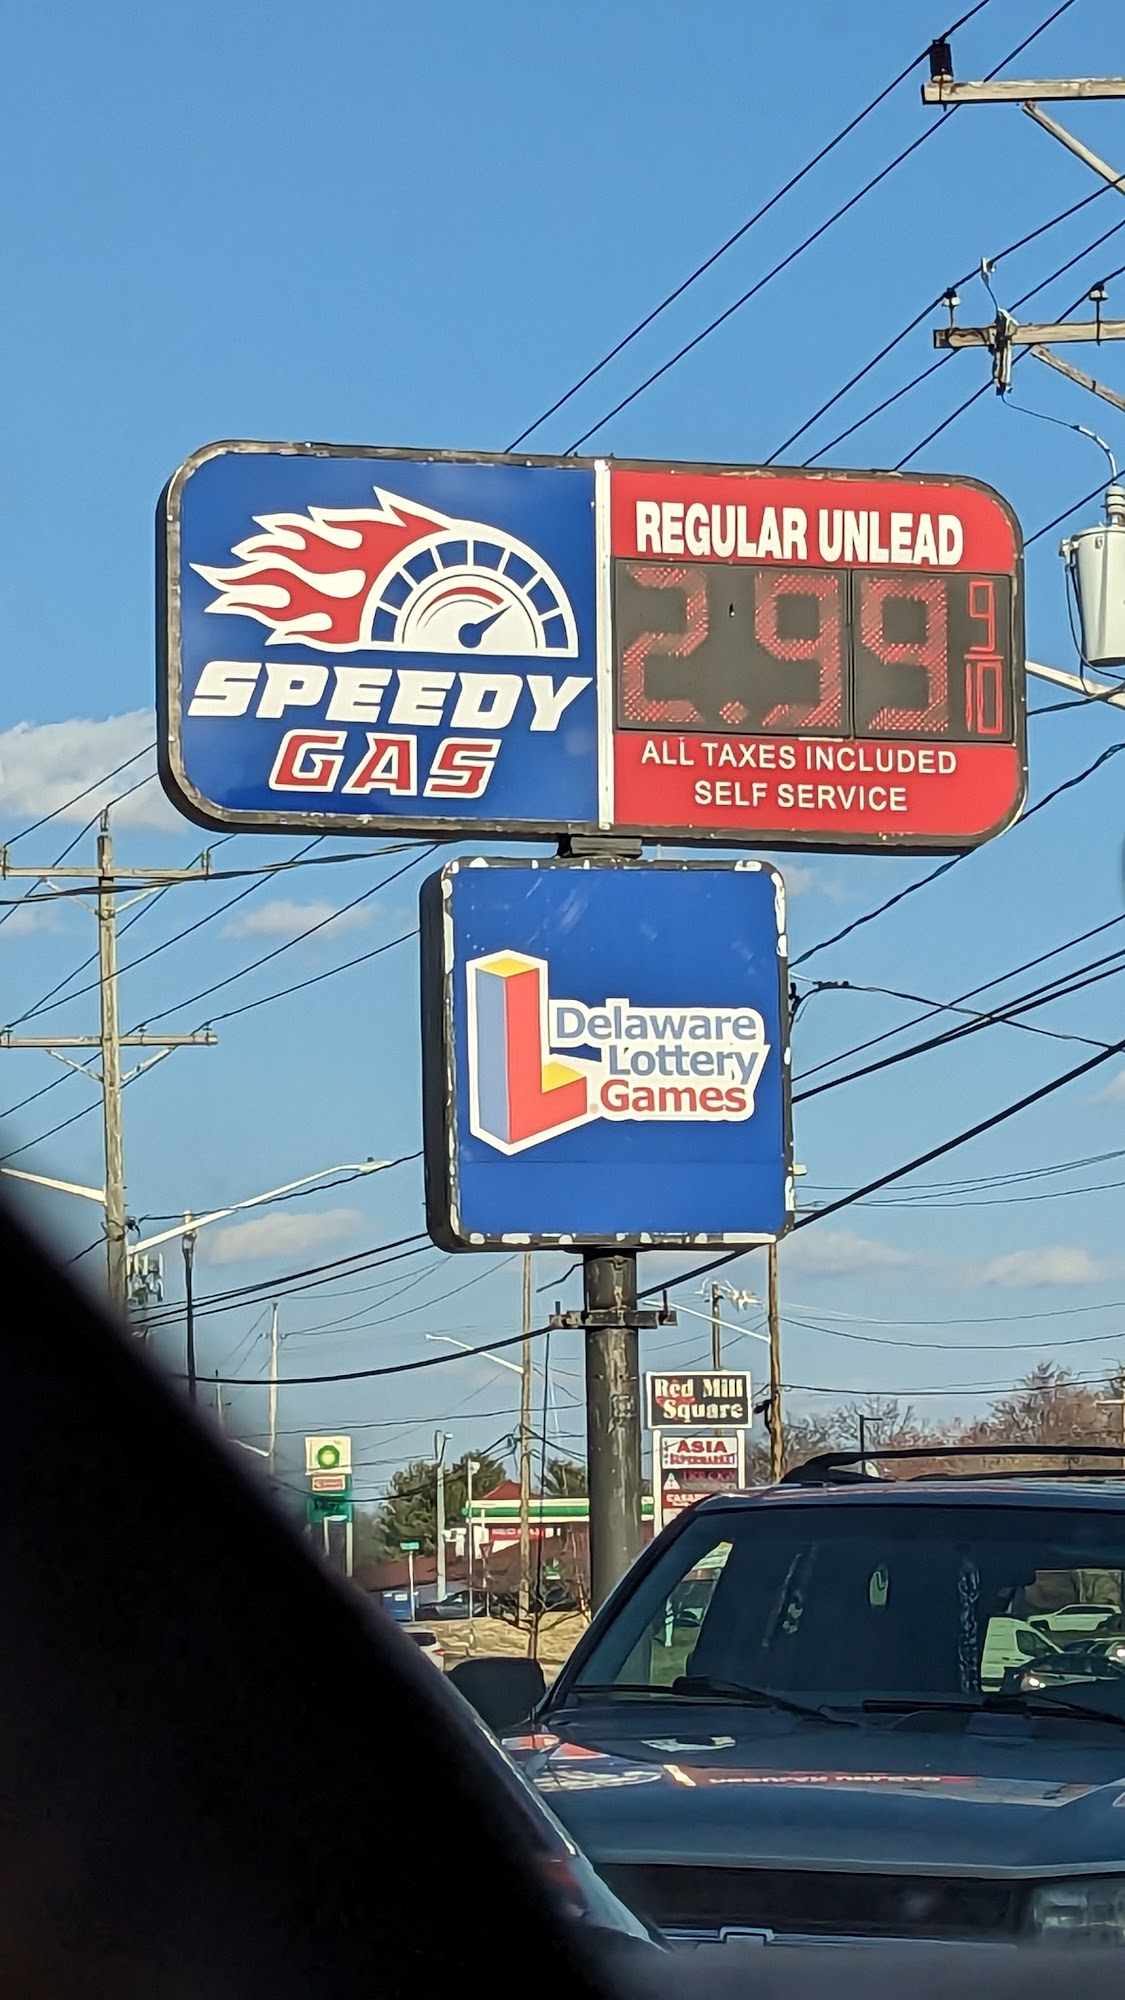 REGULAR UNLEAD
2.99 9/10
SPEEDY
GAS
ALL TAXES INCLUDED
SELF SERVICE
Delaware
Lottery
Games
Red Mill
Square
ASIA